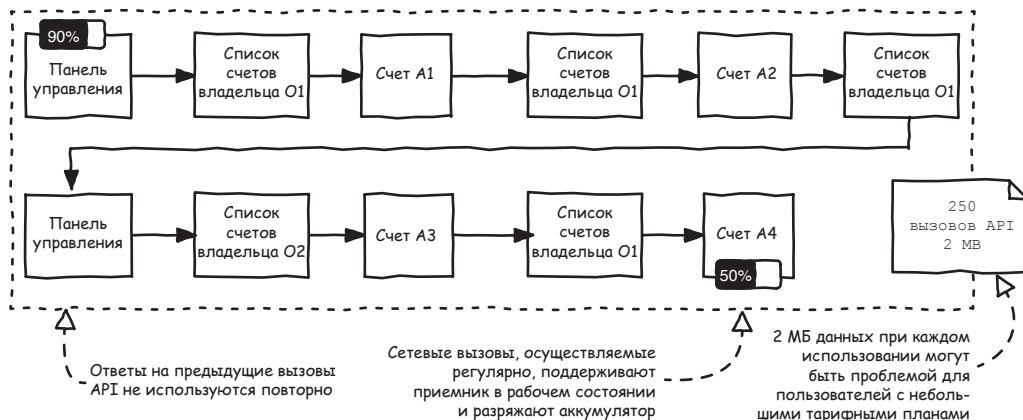 90%
Панель
управления
Список
счетов
владельца O1
Счет A1
Список
счетов
владельца O1
Счет A2
Список
счетов
владельца O1
Панель
управления
Список
счетов
владельца O2
Счет A3
Список
счетов
владельца O1
Счет A4
50%
250
вызовов API
2 MB
Ответы на предыдущие вызовы
API не используются повторно
Сетевые вызовы, осуществляемые
регулярно, поддерживают
приемник в рабочем состоянии
и разряжают аккумулятор
2 МБ данных при каждом
использовании могут
быть проблемой для
пользователей с неболь-
шими тарифными планами